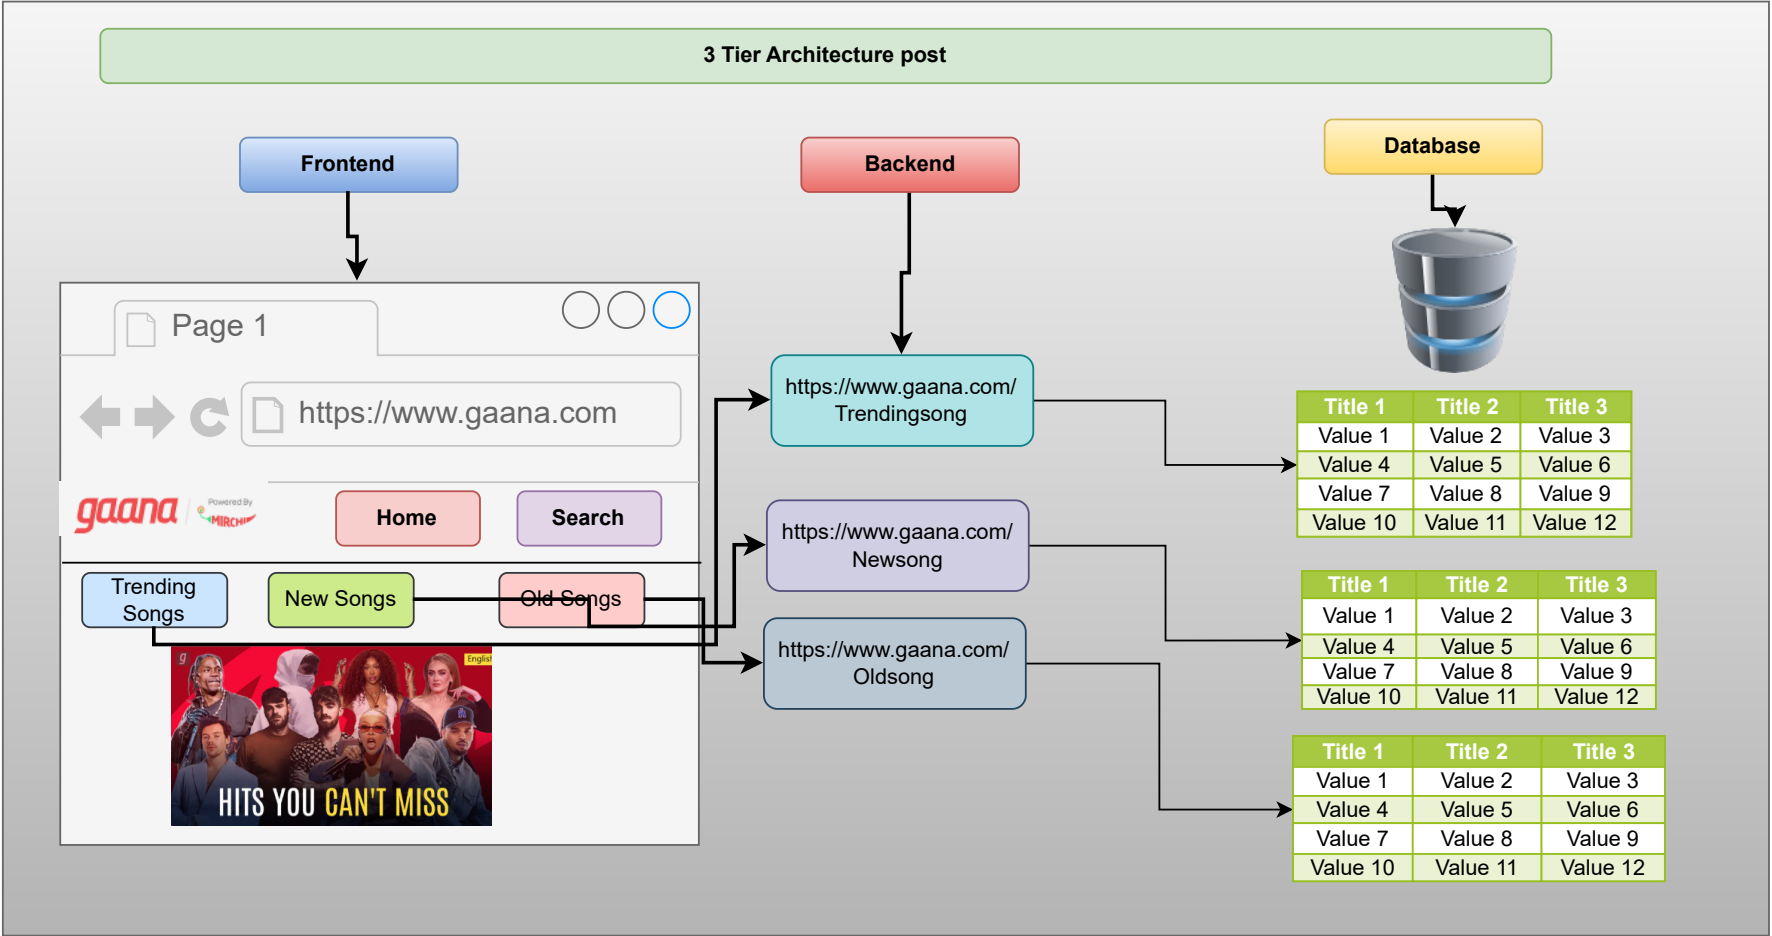 3 Tier Architecture post
Frontend
Backend
Database
Page 1
https://www.gaana.com
gaana
Powered By
MIRCHI
Home
Search
Trending
Songs
New Songs
Old Songs
g
English
HITS YOU CAN'T MISS
https://www.gaana.com/
Trendingsong
https://www.gaana.com/
Newsong
https://www.gaana.com/
Oldsong
Title 1 Title 2 Title 3
Value 1 Value 2 Value 3
Value 4 Value 5 Value 6
Value 7 Value 8 Value 9
Value 10 Value 11 Value 12
Title 1 Title 2 Title 3
Value 1 Value 2 Value 3
Value 4 Value 5 Value 6
Value 7 Value 8 Value 9
Value 10 Value 11 Value 12
Title 1 Title 2 Title 3
Value 1 Value 2 Value 3
Value 4 Value 5 Value 6
Value 7 Value 8 Value 9
Value 10 Value 11 Value 12